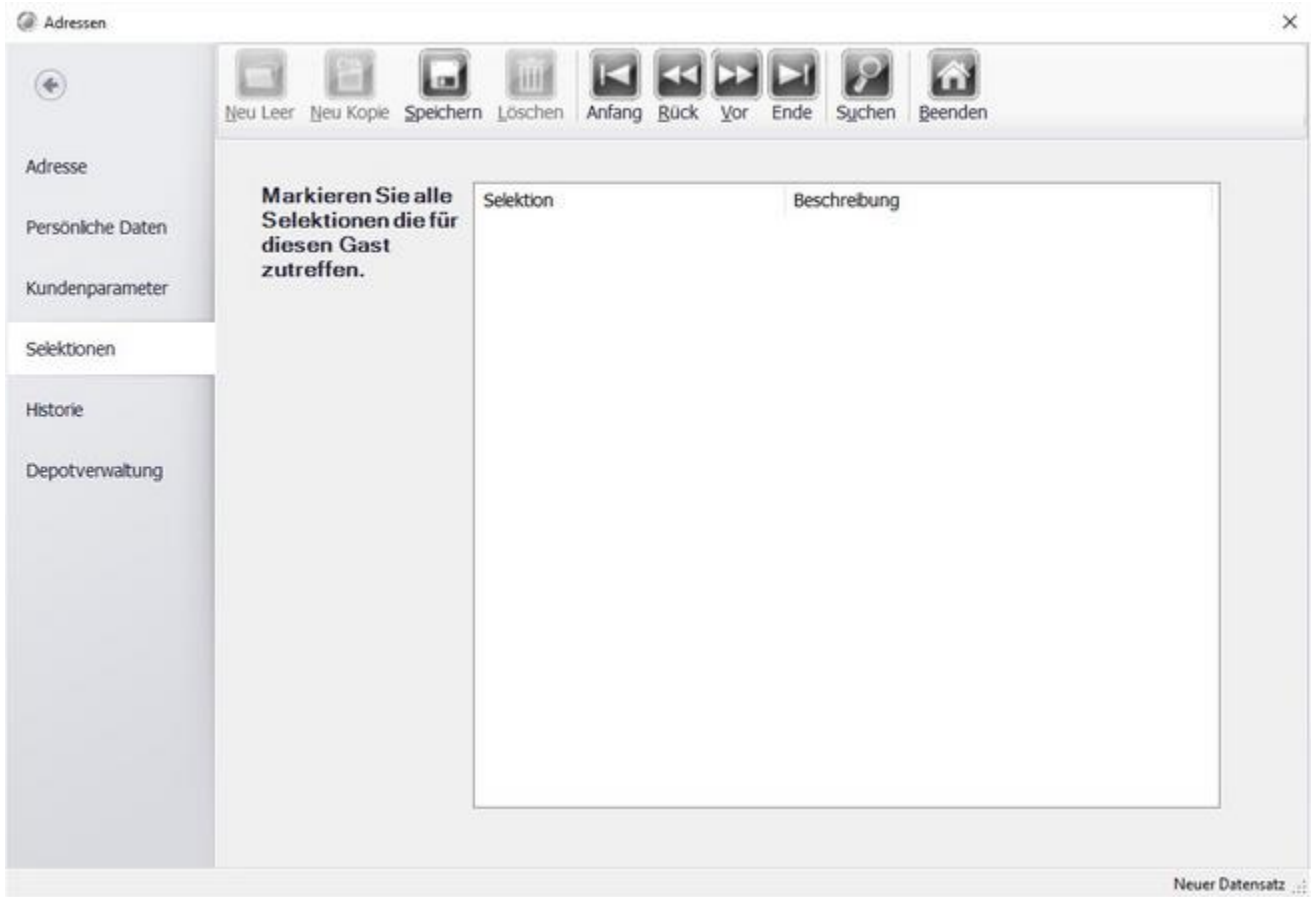 Adressen
Neu Leer Neu Kopie Speichern Löschen Anfang Rück Vor Ende Suchen Beenden
Adresse
Persönliche Daten
Kundenparameter
Selektionen
Historie
Depotverwaltung
Markieren Sie alle
Selektionen die für
diesen Gast
zutreffen.
Selektion Beschreibung
Neuer Datensatz